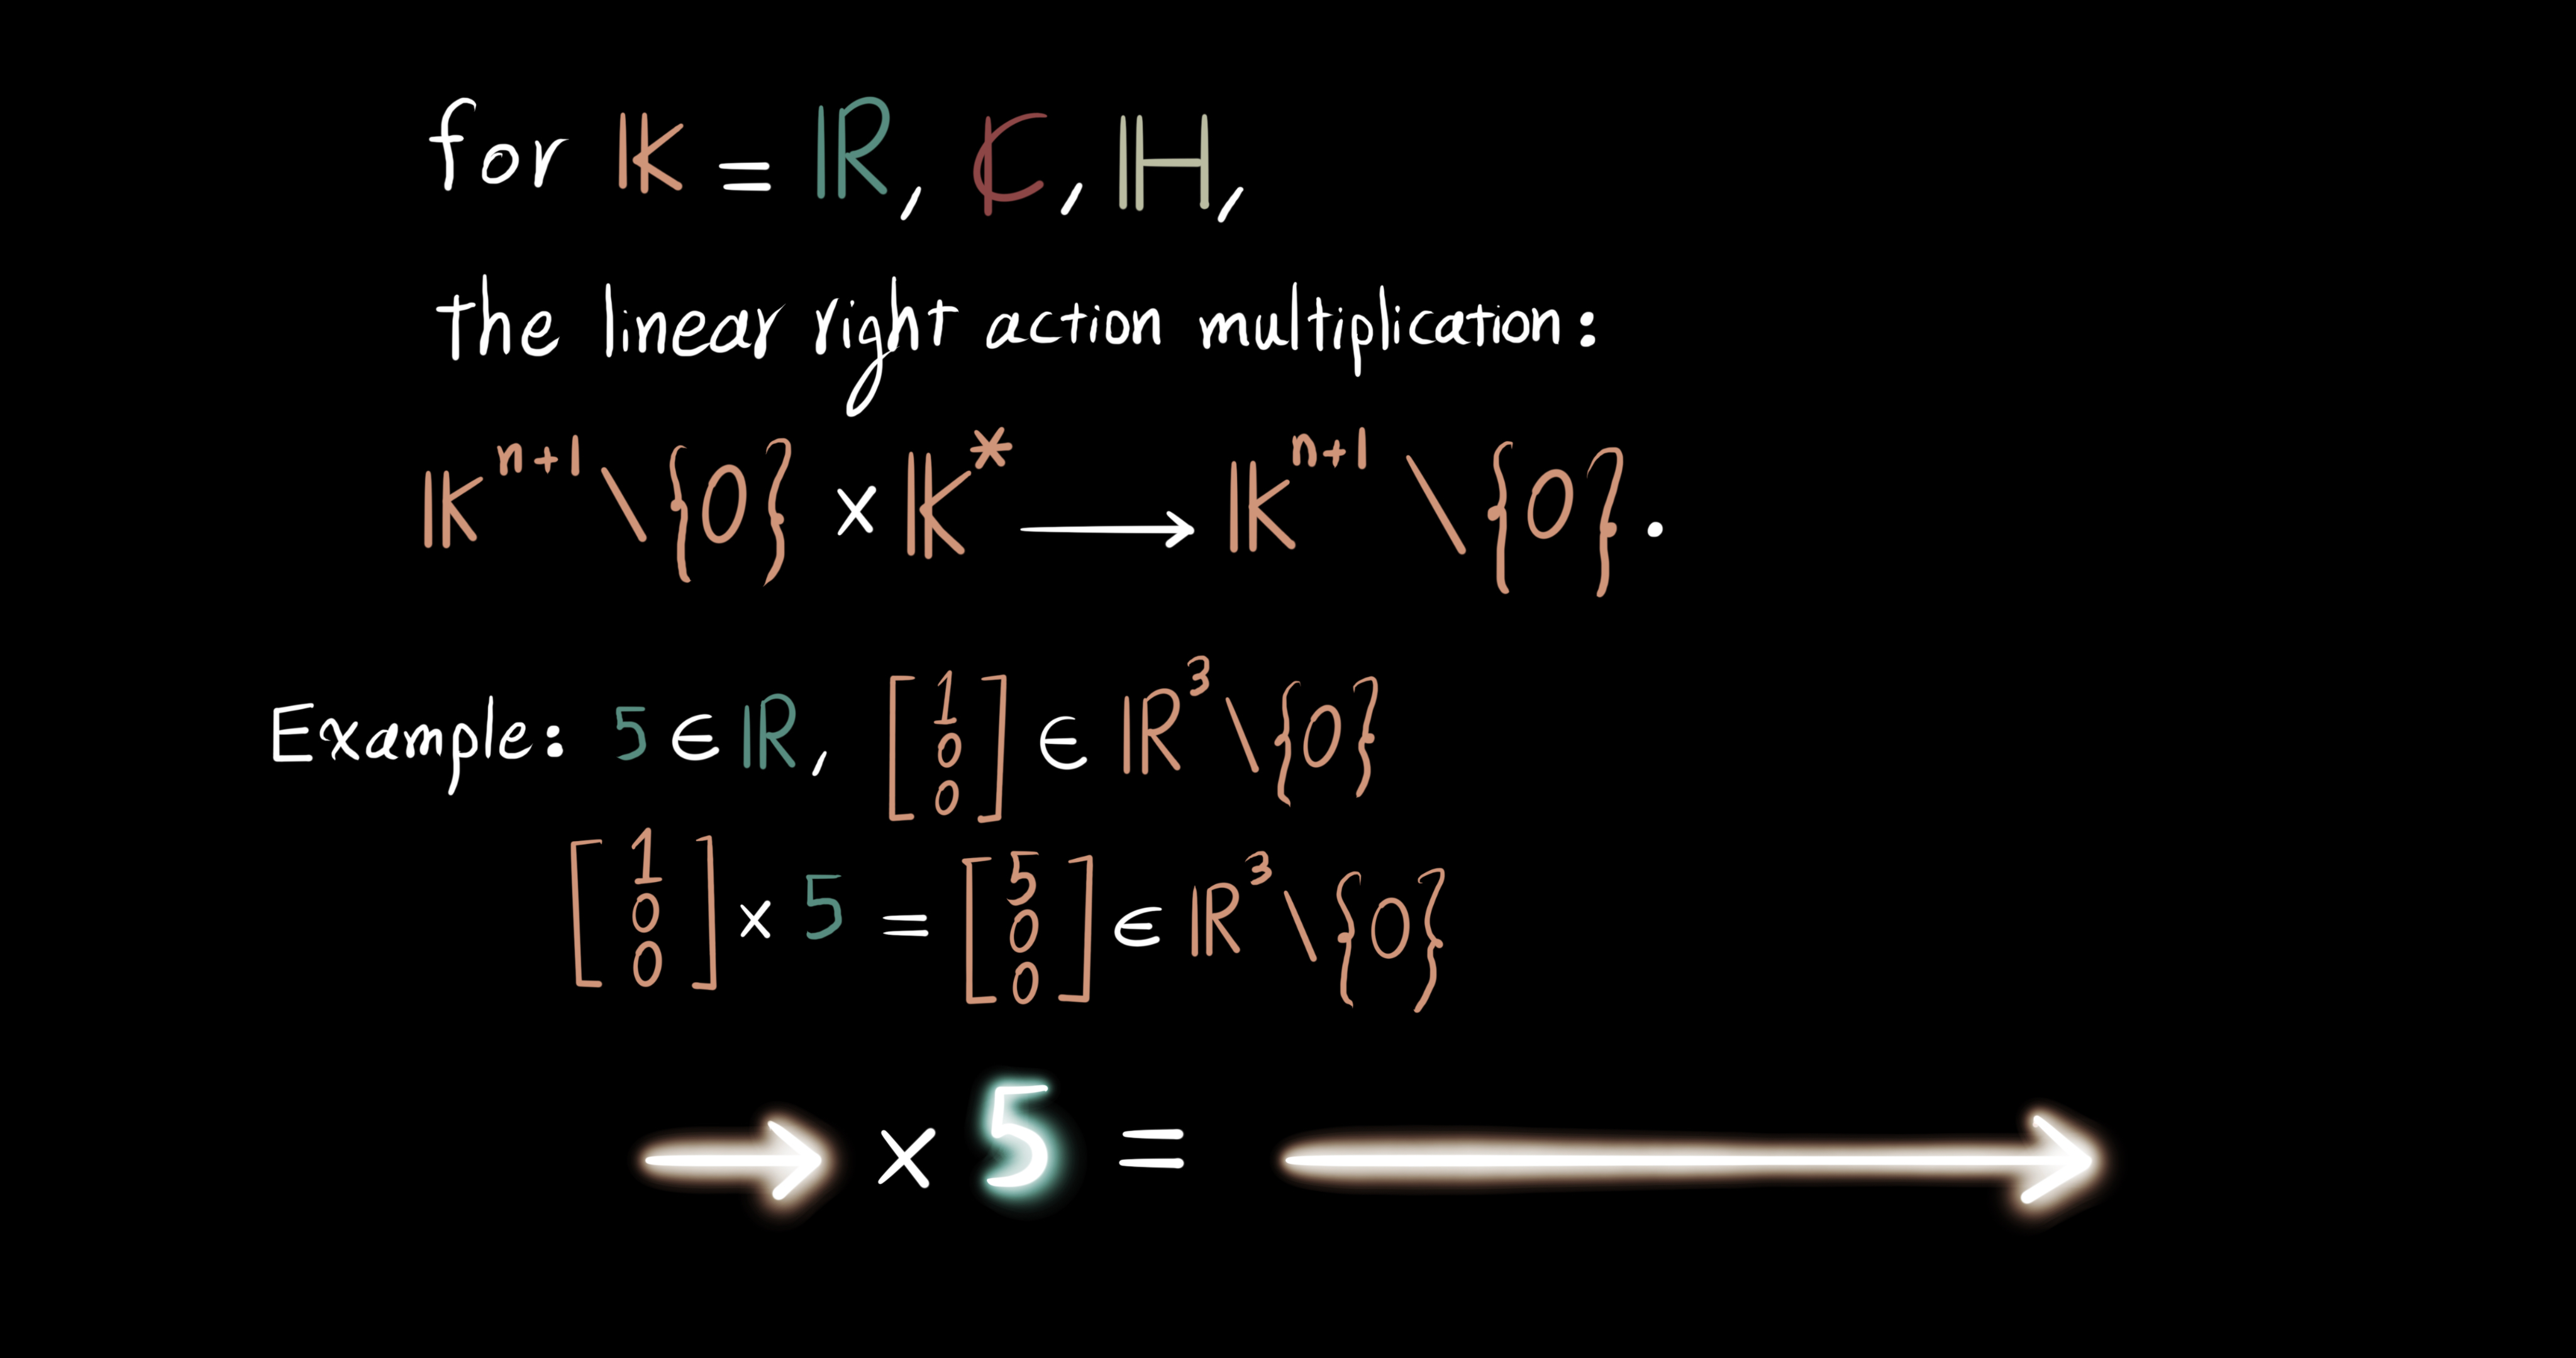 for 𝕂 = ℝ, ℂ, ℍ,
the linear right action multiplication:
𝕂ⁿ⁺¹ \ {0} × 𝕂* ⟶ 𝕂ⁿ⁺¹ \ {0}.
Example: 5 ∈ ℝ, [1 0 0] ∈ ℝ³ \ {0}
[1 0 0] × 5 = [5 0 0] ∈ ℝ³ \ {0}
→ × 5 = ⟶